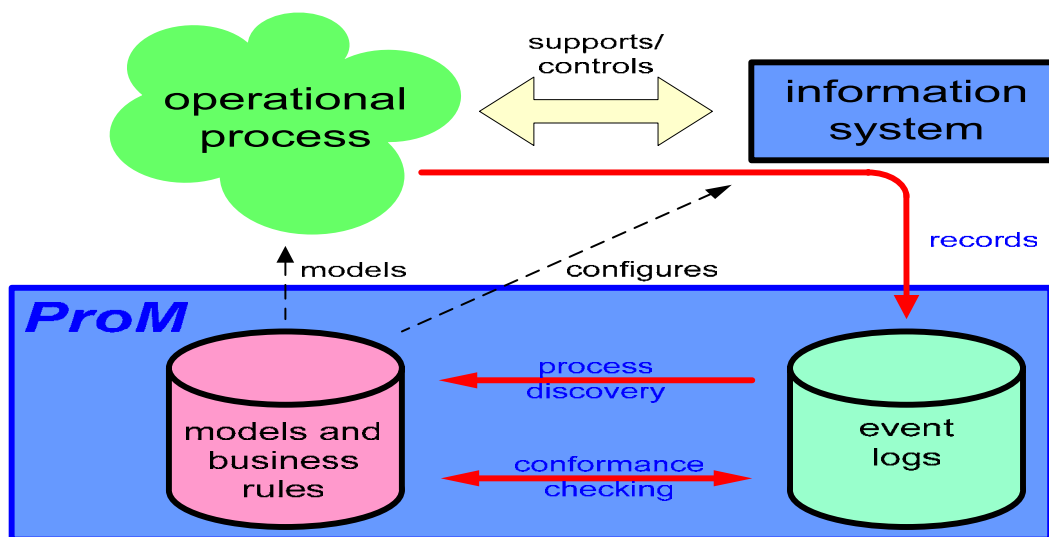 supports/
controls
operational
process
information
system
records
models
configures
ProM
process
discovery
models and
business
rules
event
logs
conformance
checking